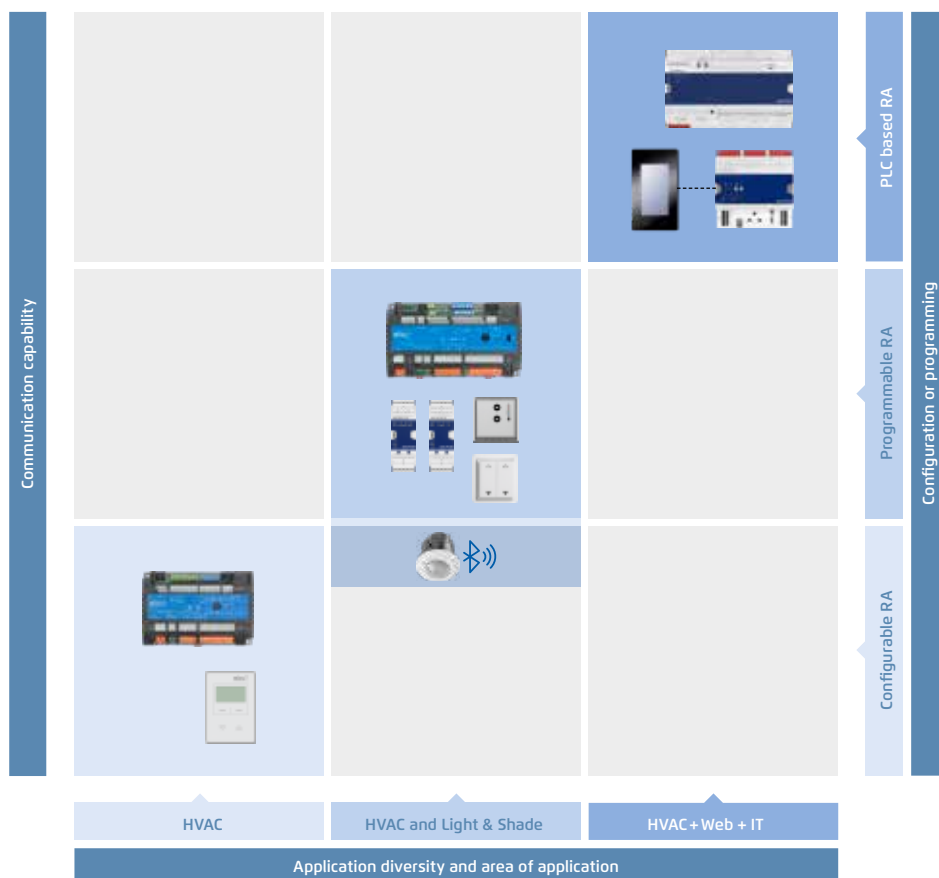 Communication capability
PLC based RA
Programmable RA
Configurable RA
Configuration or programming
HVAC
HVAC and Light & Shade
HVAC + Web + IT
Application diversity and area of application